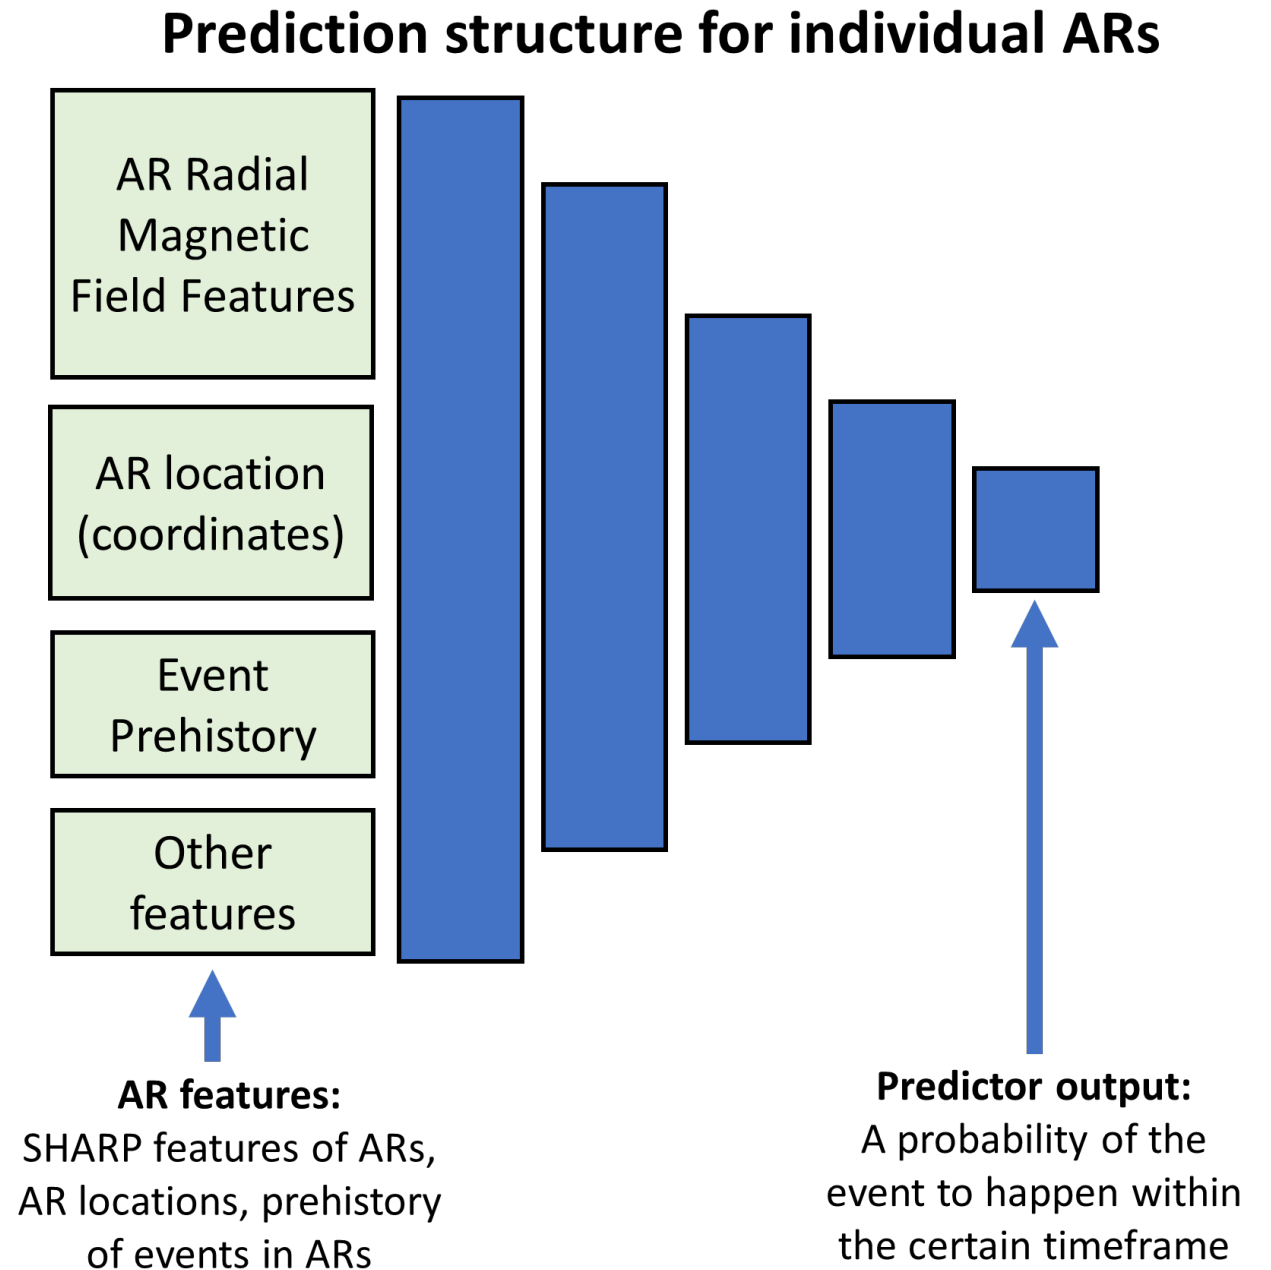 Prediction structure for individual ARs
AR Radial
Magnetic
Field Features
AR location
(coordinates)
Event
Prehistory
Other
features
AR features:
SHARP features of ARs,
AR locations, prehistory
of events in ARs
Predictor output:
A probability of the
event to happen within
the certain timeframe